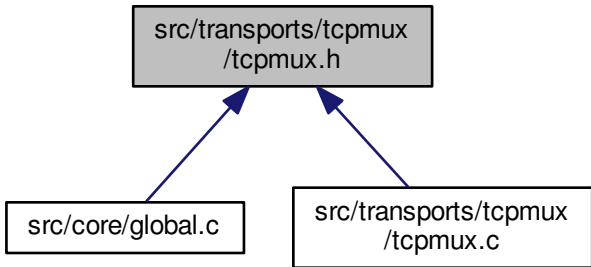 src/transports/tcpmux
/tcpmux.h
src/core/global.c
src/transports/tcpmux
/tcpmux.c